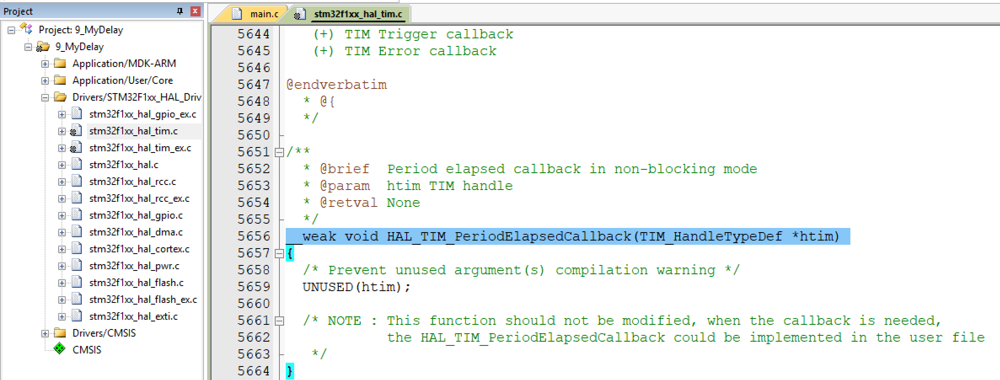 Project
Project: 9_MyDelay
9_MyDelay
Application/MDK-ARM
Application/User/Core
Drivers/STM32F1xx_HAL_Driv
stm32f1xx_hal_gpio_ex.c
stm32f1xx_hal_tim.c
stm32f1xx_hal_tim_ex.c
stm32f1xx_hal.c
stm32f1xx_hal_rcc.c
stm32f1xx_hal_rcc_ex.c
stm32f1xx_hal_gpio.c
stm32f1xx_hal_dma.c
stm32f1xx_hal_cortex.c
stm32f1xx_hal_pwr.c
stm32f1xx_hal_flash.c
stm32f1xx_hal_flash_ex.c
stm32f1xx_hal_exti.c
Drivers/CMSIS
CMSIS
main.c stm32f1xx_hal_tim.c
5644 (+) TIM Trigger callback
5645 (+) TIM Error callback
5646
5647 @endverbatim
5648 * @{
5649 */
5650
5651 /**
5652 * @brief Period elapsed callback in non-blocking mode
5653 * @param htim TIM handle
5654 * @retval None
5655 */
5656 __weak void HAL_TIM_PeriodElapsedCallback(TIM_HandleTypeDef *htim)
5657 {
5658 /* Prevent unused argument(s) compilation warning */
5659 UNUSED(htim);
5660
5661 /* NOTE : This function should not be modified, when the callback is needed,
5662 the HAL_TIM_PeriodElapsedCallback could be implemented in the user file
5663 */
5664 }